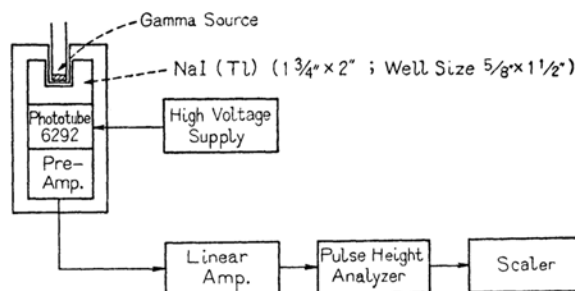 Gamma Source
NaI (Tl) (1 3/4" × 2" ; Well Size 5/8" × 1 1/2")
Phototube
6292
High Voltage
Supply
Pre-
Amp.
Linear
Amp.
Pulse Height
Analyzer
Scaler